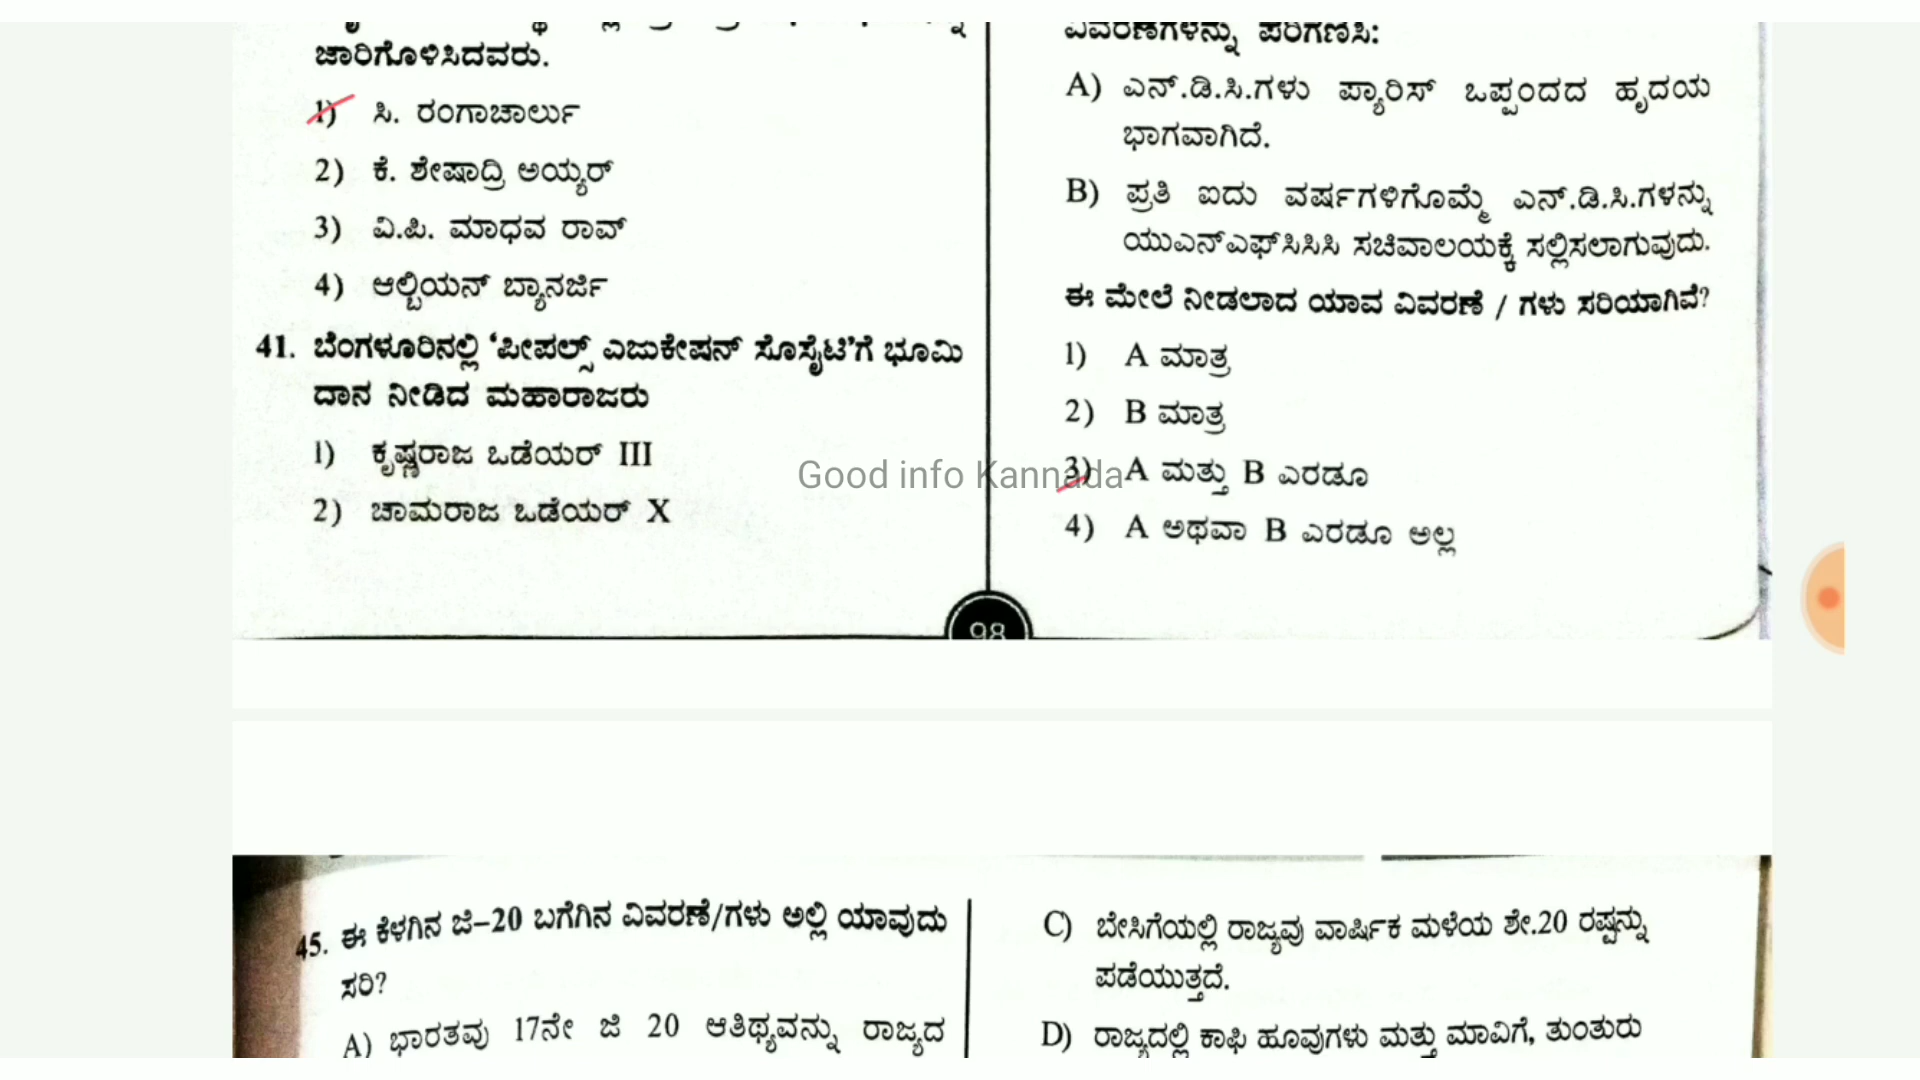 ಜಾರಿಗೊಳಿಸಿದವರು.
1) ಸಿ. ರಂಗಾಚಾರ್ಲು
2) ಕೆ. ಶೇಷಾದ್ರಿ ಅಯ್ಯರ್
3) ವಿ.ಪಿ. ಮಾಧವ ರಾವ್
4) ಆಲ್ಬಿಯನ್ ಬ್ಯಾನರ್ಜಿ
41. ಬೆಂಗಳೂರಿನಲ್ಲಿ 'ಪೀಪಲ್ಸ್ ಎಜುಕೇಷನ್ ಸೊಸೈಟಿ'ಗೆ ಭೂಮಿ
ದಾನ ನೀಡಿದ ಮಹಾರಾಜರು
1) ಕೃಷ್ಣರಾಜ ಒಡೆಯರ್ III
2) ಚಾಮರಾಜ ಒಡೆಯರ್ X
ವಿವರಣೆಗಳನ್ನು ಪರಿಗಣಿಸಿ:
A) ಎನ್.ಡಿ.ಸಿ.ಗಳು ಪ್ಯಾರಿಸ್ ಒಪ್ಪಂದದ ಹೃದಯ
ಭಾಗವಾಗಿದೆ.
B) ಪ್ರತಿ ಐದು ವರ್ಷಗಳಿಗೊಮ್ಮೆ ಎನ್.ಡಿ.ಸಿ.ಗಳನ್ನು
ಯುಎನ್ಎಫ್‌ಸಿಸಿಸಿ ಸಚಿವಾಲಯಕ್ಕೆ ಸಲ್ಲಿಸಲಾಗುವುದು.
ಈ ಮೇಲೆ ನೀಡಲಾದ ಯಾವ ವಿವರಣೆ / ಗಳು ಸರಿಯಾಗಿವೆ?
1) A ಮಾತ್ರ
2) B ಮಾತ್ರ
3) A ಮತ್ತು B ಎರಡೂ
4) A ಅಥವಾ B ಎರಡೂ ಅಲ್ಲ
Good info Kannada
98
45. ಈ ಕೆಳಗಿನ ಜಿ–20 ಬಗೆಗಿನ ವಿವರಣೆ/ಗಳು ಅಲ್ಲಿ ಯಾವುದು
ಸರಿ?
A) ಭಾರತವು 17ನೇ ಜಿ 20 ಆತಿಥ್ಯವನ್ನು ರಾಜ್ಯದ
C) ಬೇಸಿಗೆಯಲ್ಲಿ ರಾಜ್ಯವು ವಾರ್ಷಿಕ ಮಳೆಯ ಶೇ.20 ರಷ್ಟನ್ನು
ಪಡೆಯುತ್ತದೆ.
D) ರಾಜ್ಯದಲ್ಲಿ ಕಾಫಿ ಹೂವುಗಳು ಮತ್ತು ಮಾವಿಗೆ, ತುಂತುರು